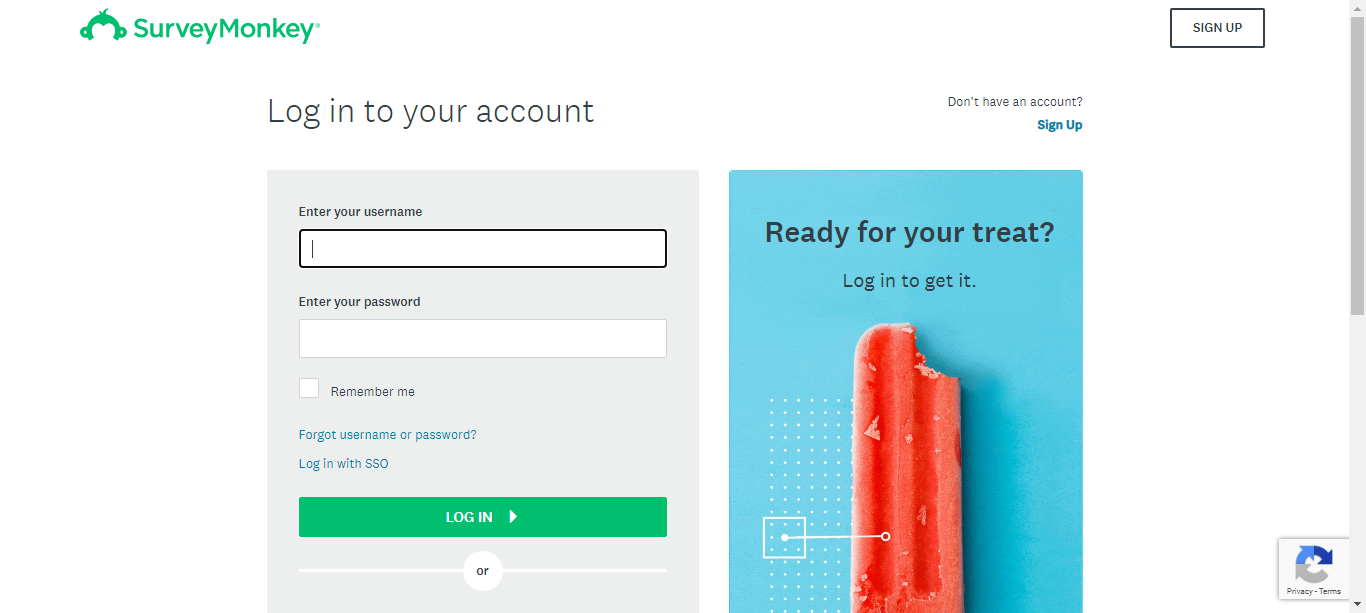 SurveyMonkey®
SIGN UP
Log in to your account
Don't have an account?
Sign Up
Enter your username
Enter your password
Remember me
Forgot username or password?
Log in with SSO
LOG IN
or
Ready for your treat?
Log in to get it.
Privacy - Terms